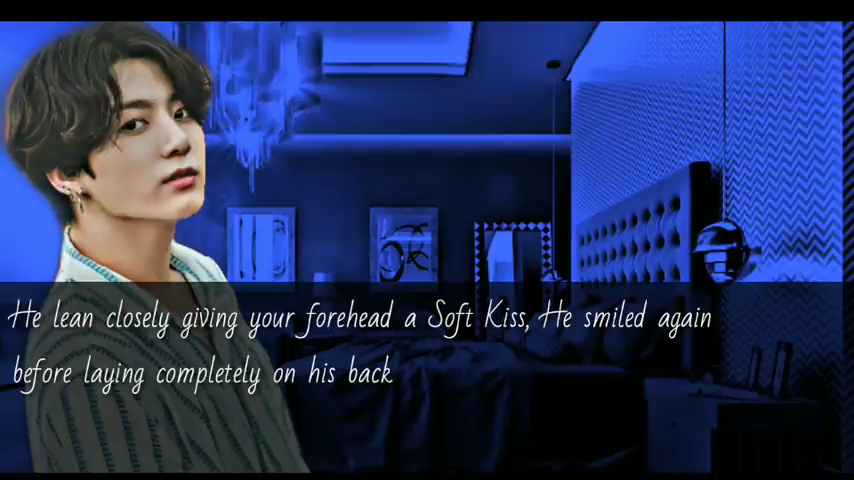 He lean closely giving your forehead a Soft Kiss, He smiled again
before laying completely on his back